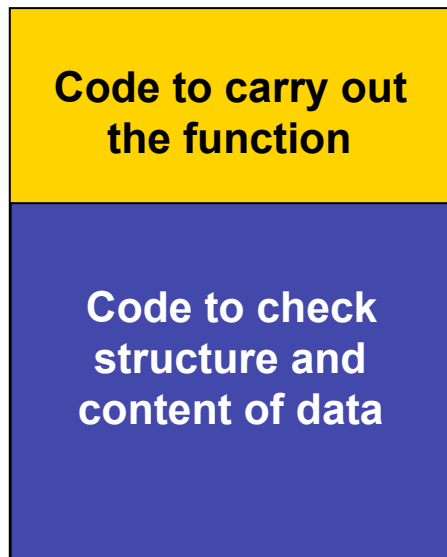 Code to carry out
the function
Code to check
structure and
content of data